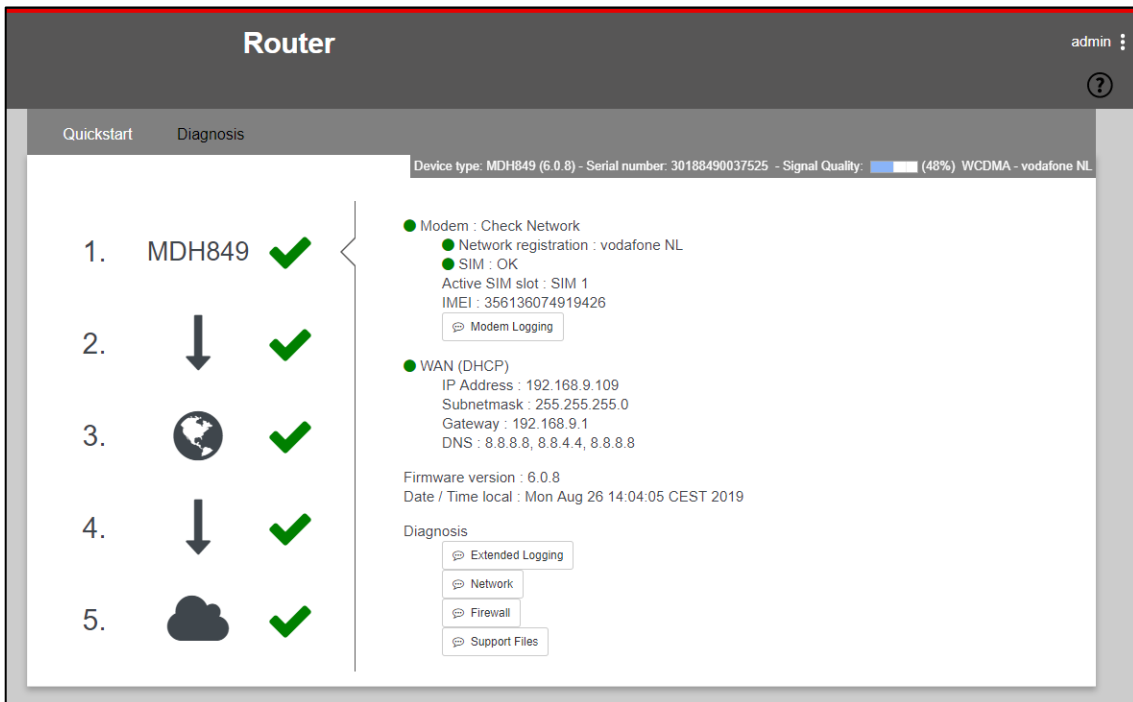 Router
admin
?
Quickstart Diagnosis
Device type: MDH849 (6.0.8) - Serial number: 30188490037525 - Signal Quality: (48%) WCDMA - vodafone NL
1. MDH849
2.
3.
4.
5.
Modem : Check Network
Network registration : vodafone NL
SIM : OK
Active SIM slot : SIM 1
IMEI : 356136074919426
Modem Logging
WAN (DHCP)
IP Address : 192.168.9.109
Subnetmask : 255.255.255.0
Gateway : 192.168.9.1
DNS : 8.8.8.8, 8.8.4.4, 8.8.8.8
Firmware version : 6.0.8
Date / Time local : Mon Aug 26 14:04:05 CEST 2019
Diagnosis
Extended Logging
Network
Firewall
Support Files